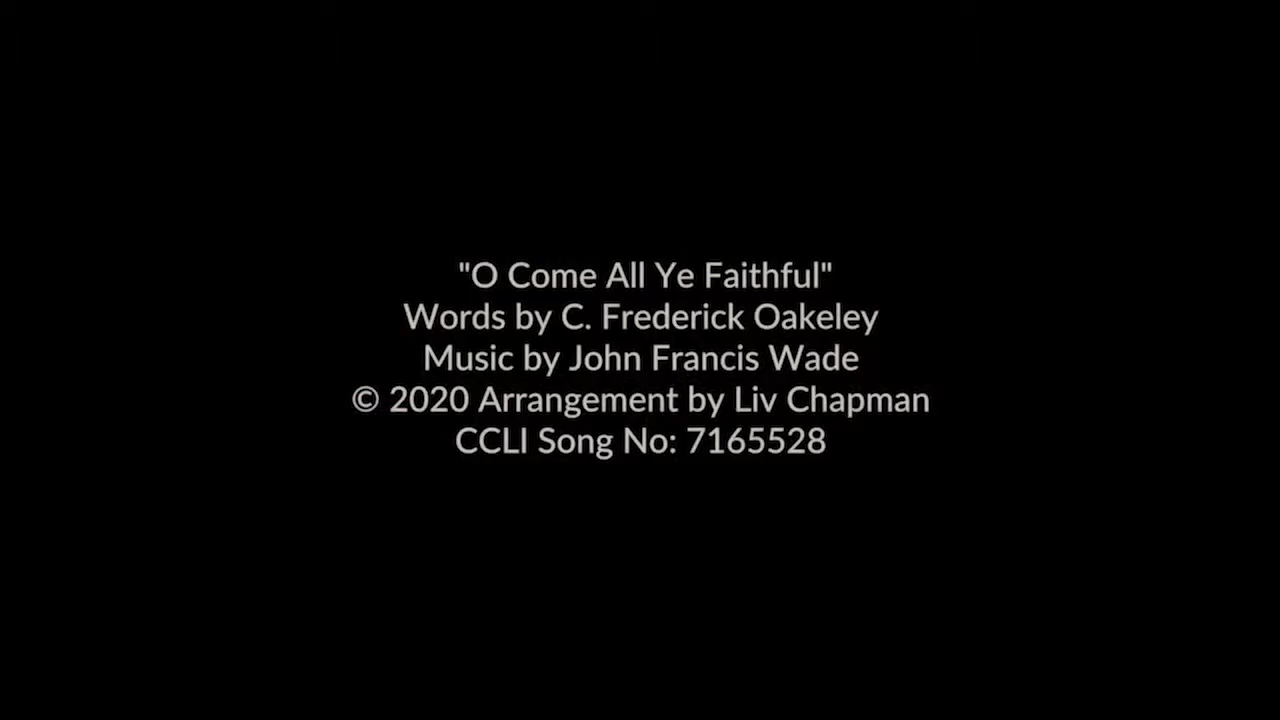 "O Come All Ye Faithful"
Words by C. Frederick Oakeley
Music by John Francis Wade
© 2020 Arrangement by Liv Chapman
CCLI Song No: 7165528